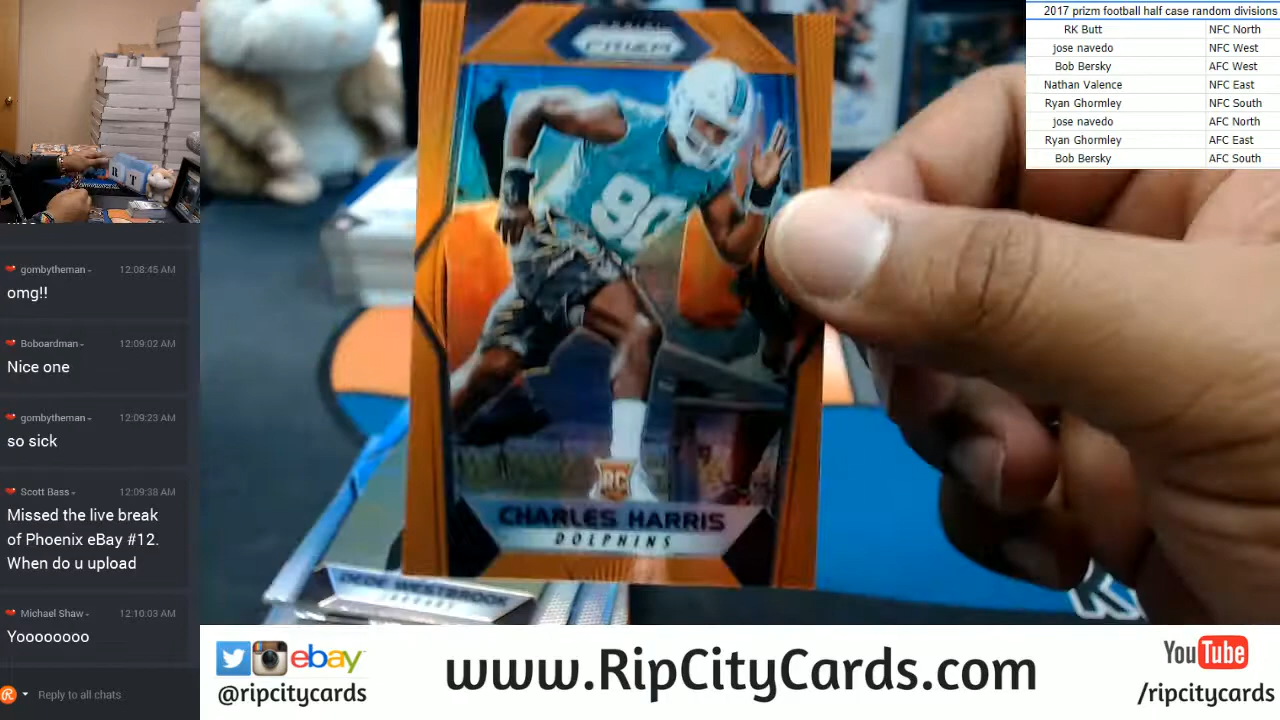 2017 prizm football half case random divisions
RK Butt NFC North
jose navedo NFC West
Bob Bersky AFC West
Nathan Valence NFC East
Ryan Ghormley NFC South
jose navedo AFC North
Ryan Ghormley AFC East
Bob Bersky AFC South
gombytheman - 12:08:45 AM
omg!!
Boboardman - 12:09:02 AM
Nice one
gombytheman - 12:09:23 AM
so sick
Scott Bass - 12:09:38 AM
Missed the live break
of Phoenix eBay #12.
When do u upload
Michael Shaw - 12:10:03 AM
Yoooooooo
Reply to all chats
PANINI
PRIZM
90
RC
CHARLES HARRIS
DOLPHINS
DEDE WESTBROOK
ebay
@ripcitycards
www.RipCityCards.com
YouTube
/ripcitycards